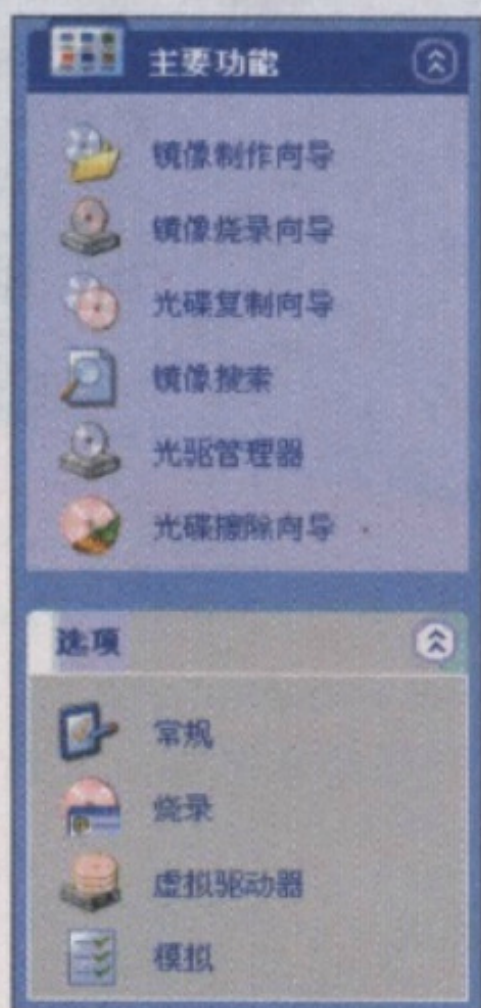 主要功能
镜像制作向导
镜像烧录向导
光碟复制向导
镜像搜索
光驱管理器
光碟擦除向导
选项
常规
烧录
虚拟驱动器
模拟